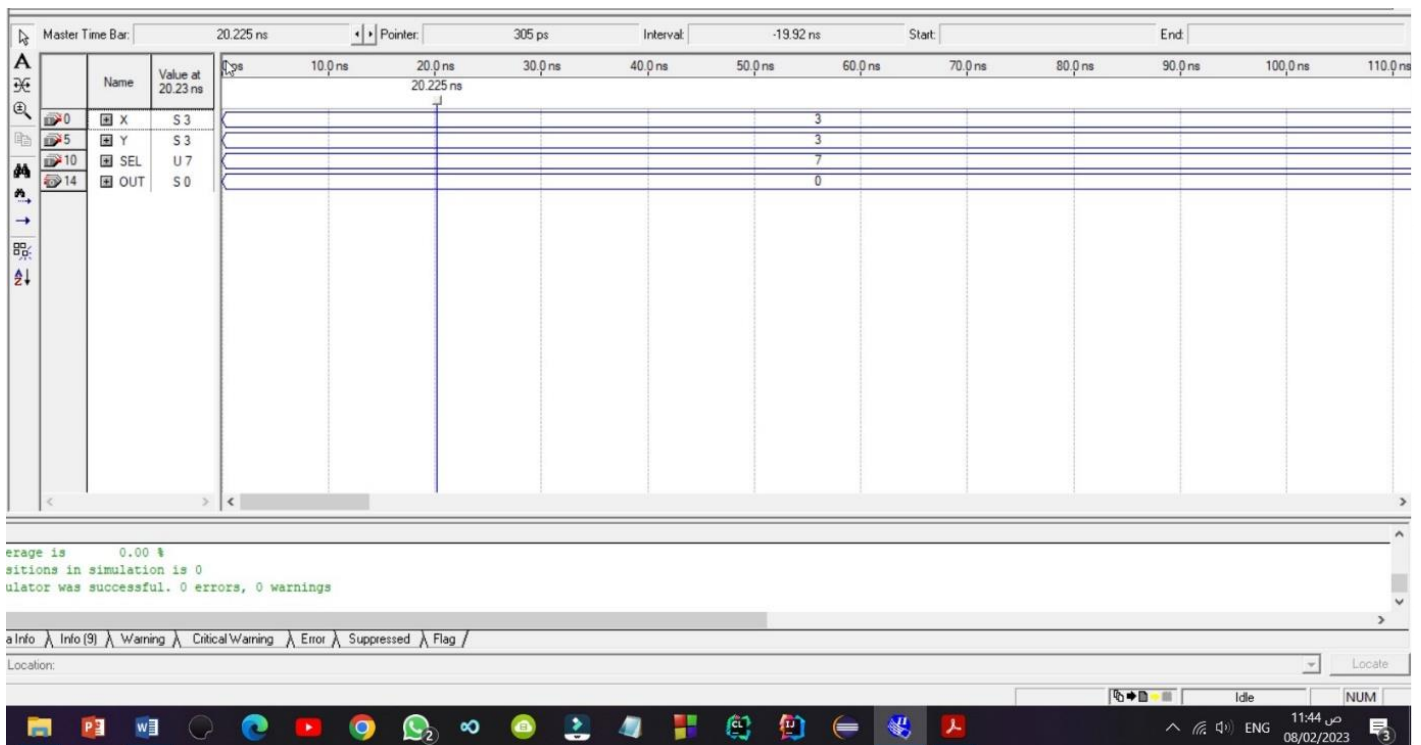 Master Time Bar: 20.225 ns Pointer: 305 ps Interval: -19.92 ns Start: End:
Name Value at 20.23 ns 0 ps 10.0 ns 20.0 ns 30.0 ns 40.0 ns 50.0 ns 60.0 ns 70.0 ns 80.0 ns 90.0 ns 100.0 ns 110.0 ns
20.225 ns
0 X S 3 3
5 Y S 3 3
10 SEL U 7 7
14 OUT S 0 0
erage is 0.00 %
sitions in simulation is 0
ulator was successful. 0 errors, 0 warnings
a Info Info (9) Warning Critical Warning Error Suppressed Flag
Location: Locate
Idle NUM
ENG 11:44 ص
08/02/2023